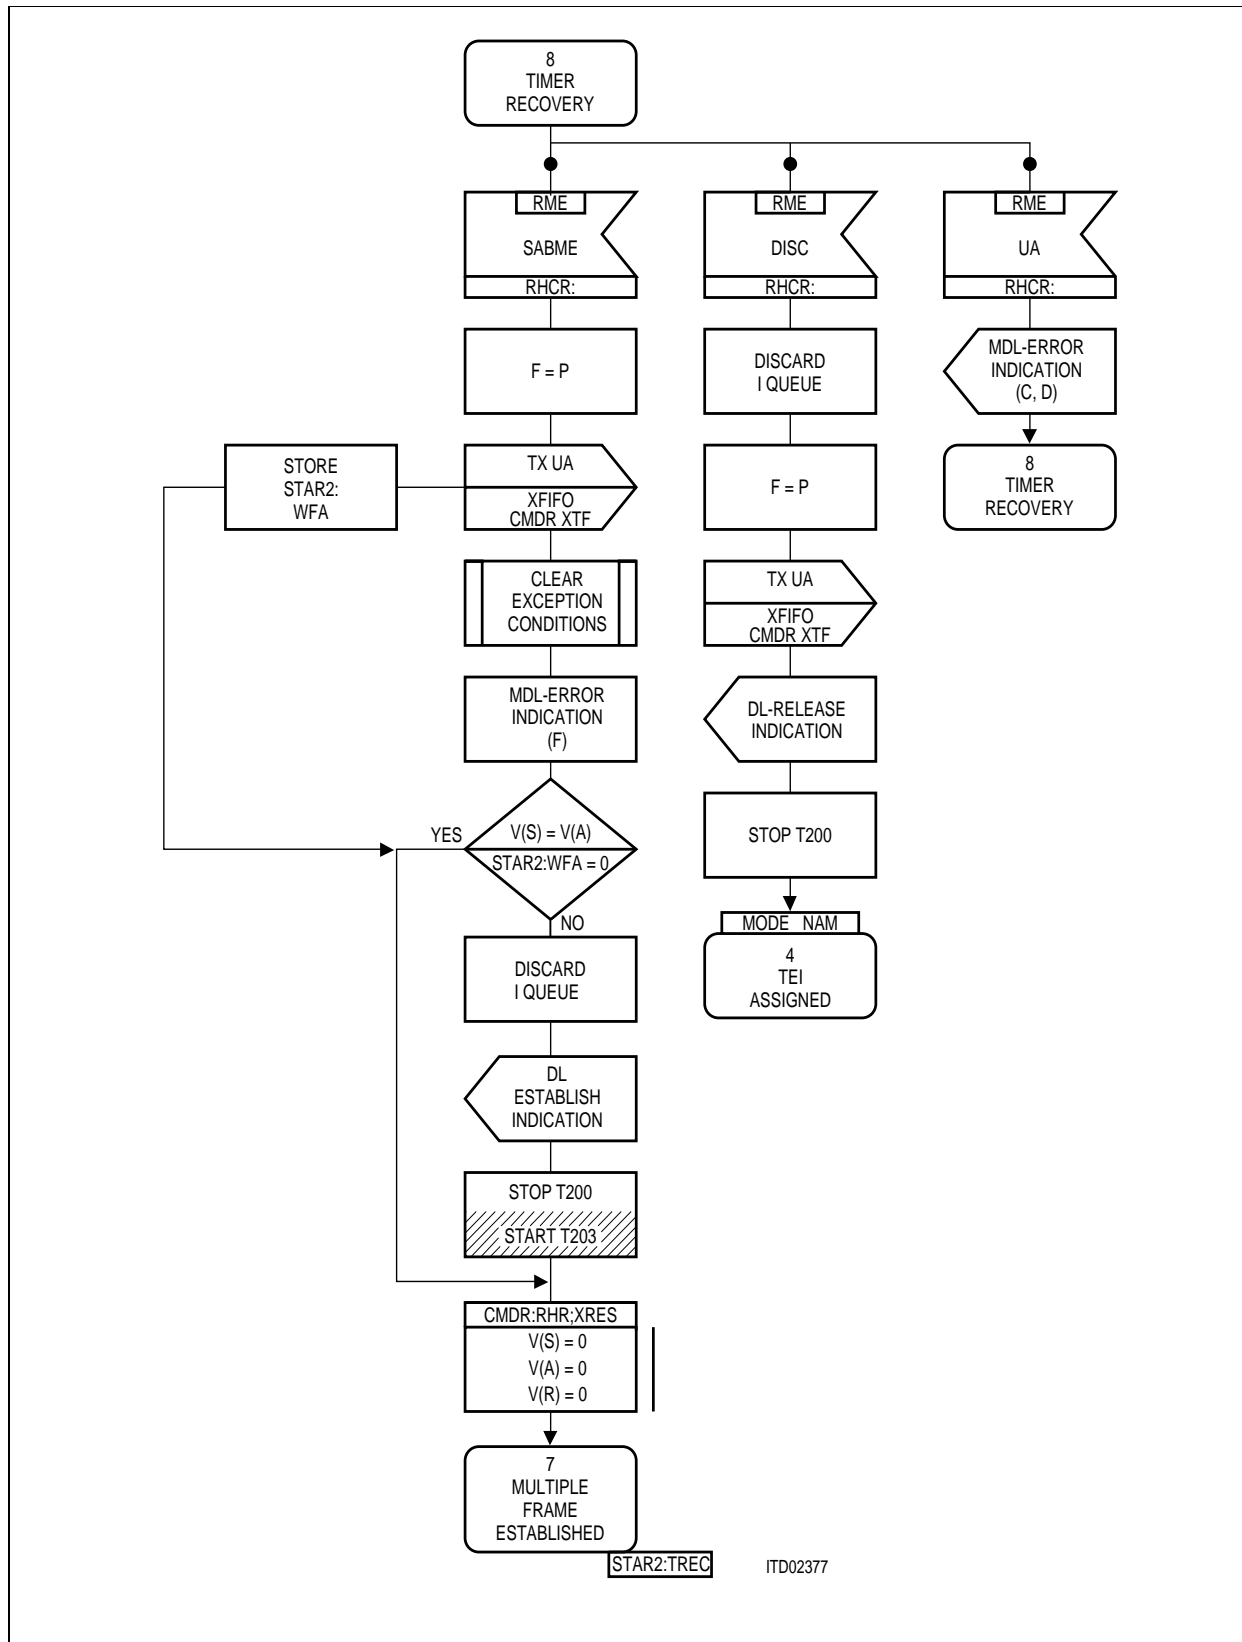 8
TIMER
RECOVERY
RME
SABME
RHCR:
F = P
TX UA
XFIFO
CMDR XTF
STORE
STAR2:
WFA
CLEAR
EXCEPTION
CONDITIONS
MDL-ERROR
INDICATION
(F)
YES
V(S) = V(A)
STAR2:WFA = 0
NO
DISCARD
I QUEUE
DL
ESTABLISH
INDICATION
STOP T200
START T203
CMDR:RHR;XRES
V(S) = 0
V(A) = 0
V(R) = 0
7
MULTIPLE
FRAME
ESTABLISHED
STAR2:TREC
RME
DISC
RHCR:
DISCARD
I QUEUE
F = P
TX UA
XFIFO
CMDR XTF
DL-RELEASE
INDICATION
STOP T200
MODE NAM
4
TEI
ASSIGNED
RME
UA
RHCR:
MDL-ERROR
INDICATION
(C, D)
8
TIMER
RECOVERY
ITD02377